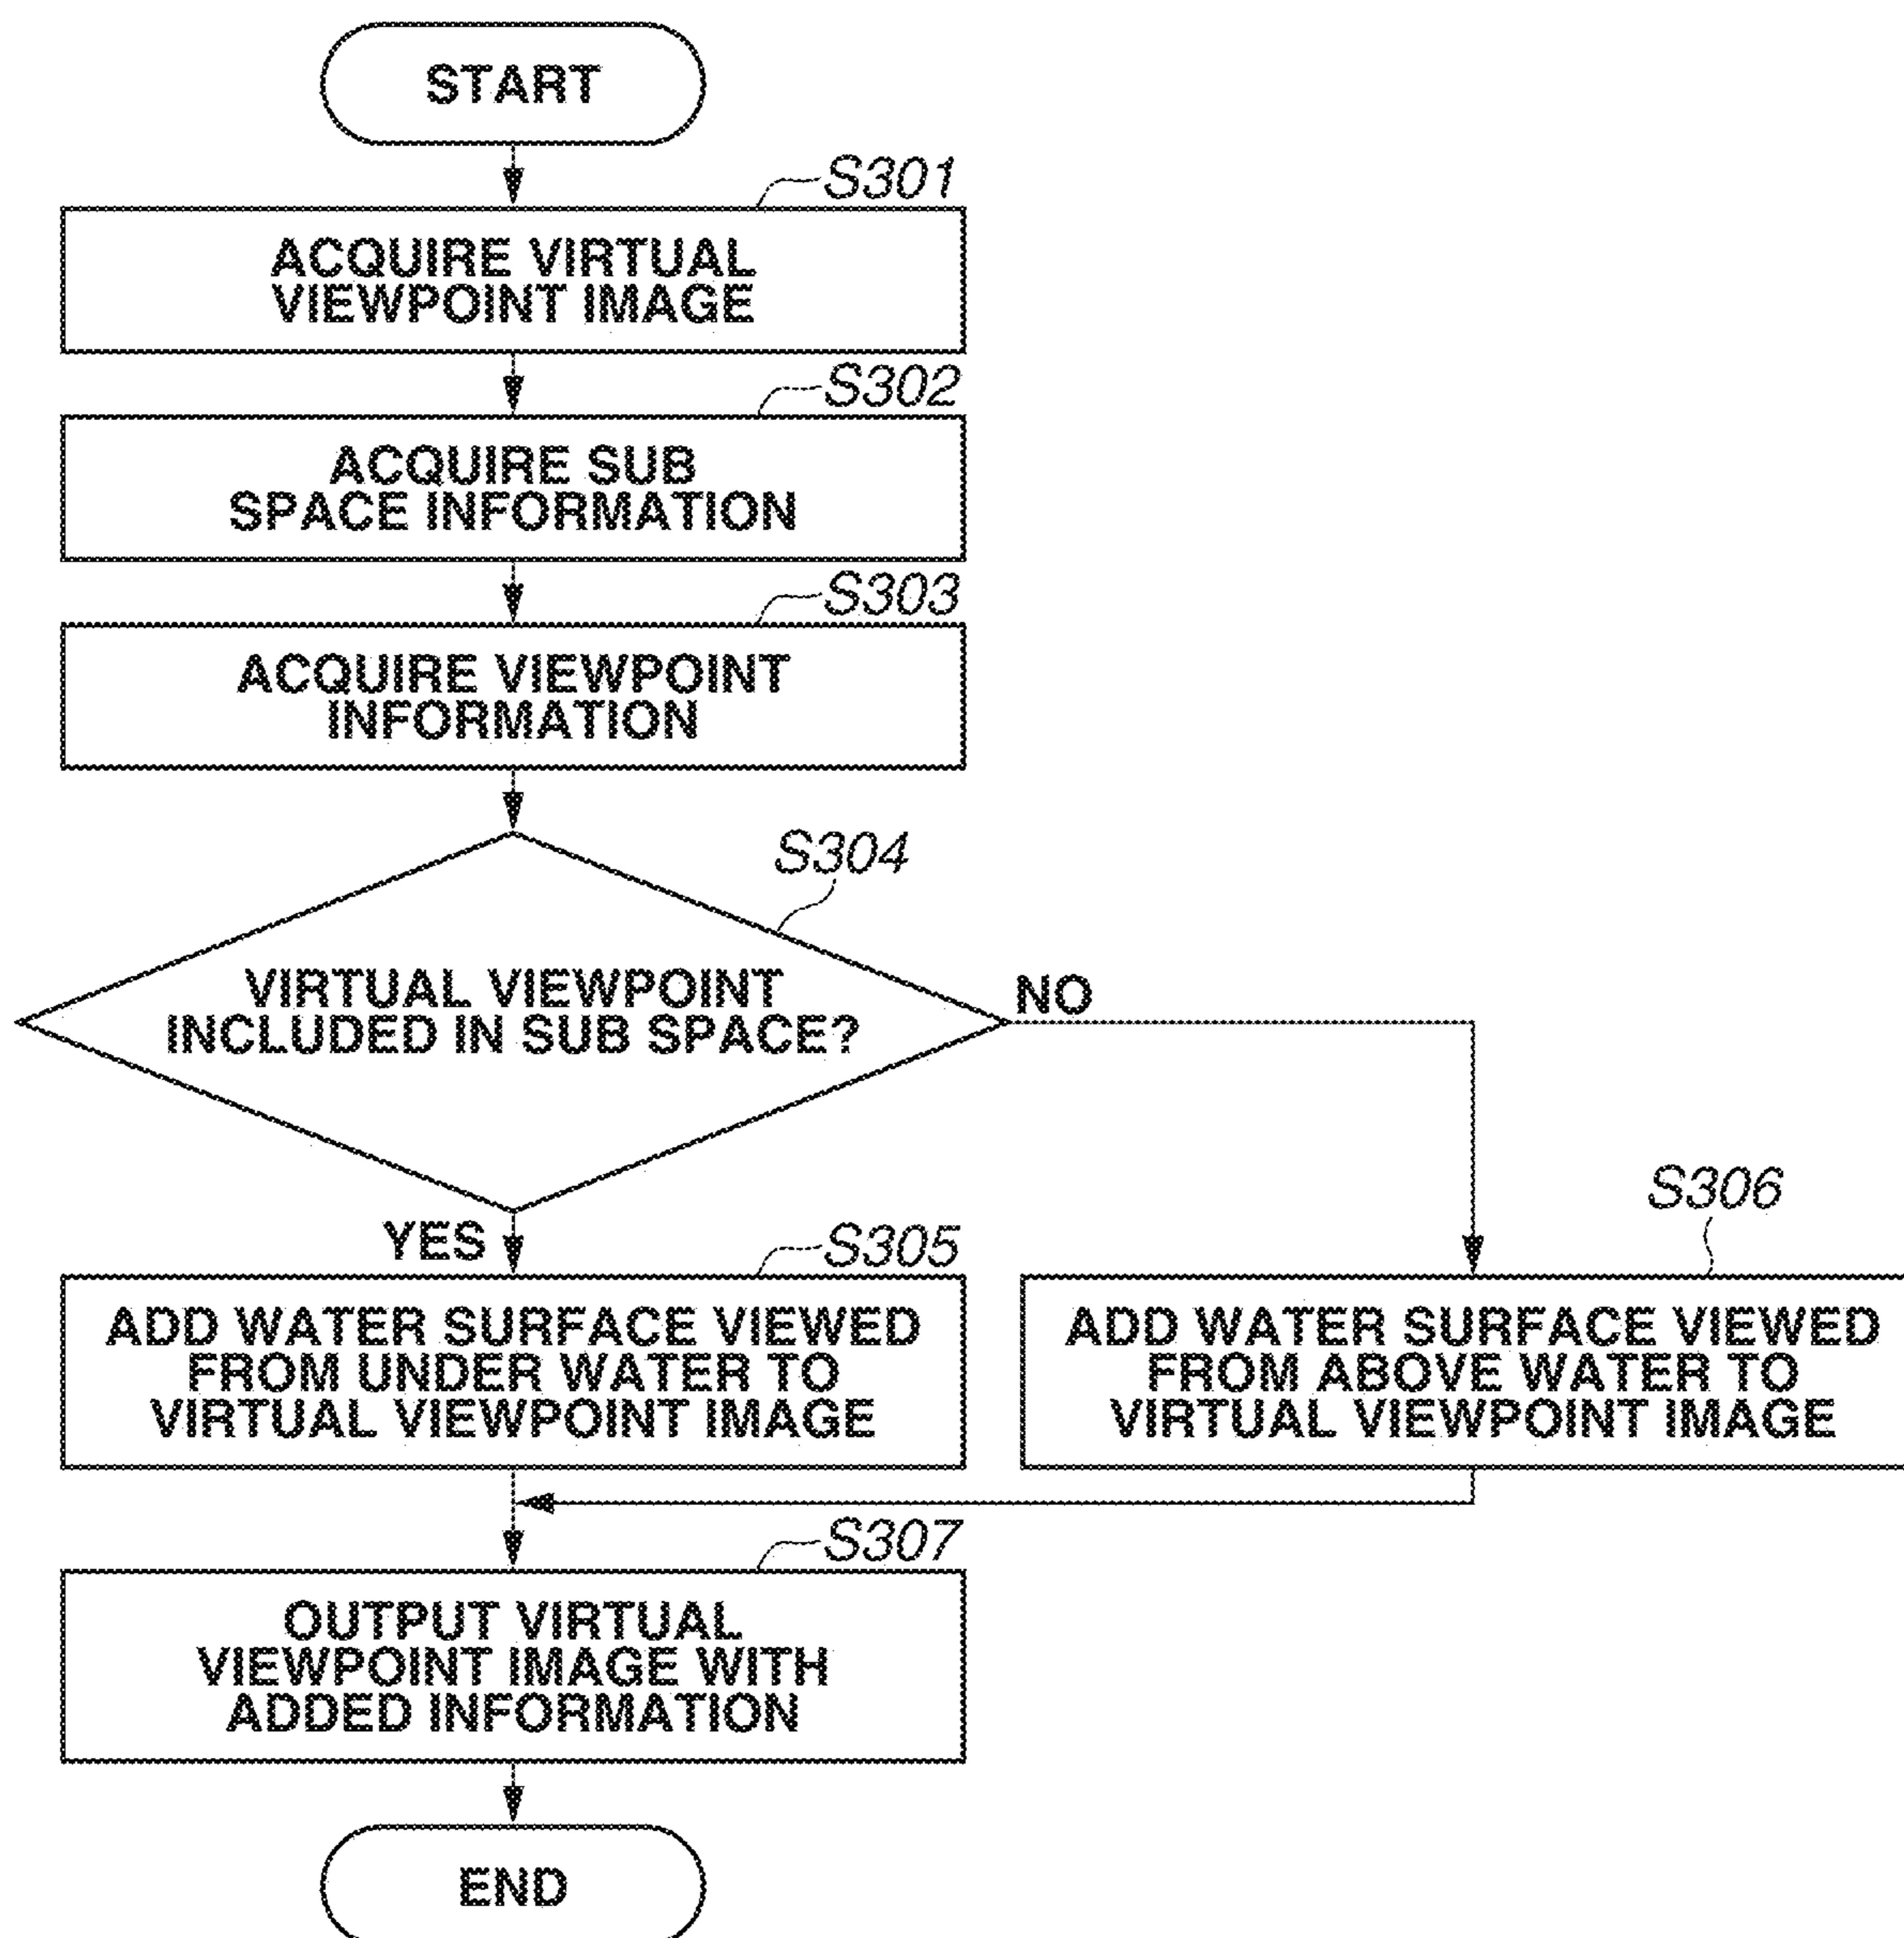 START
S301
ACQUIRE VIRTUAL
VIEWPOINT IMAGE
S302
ACQUIRE SUB
SPACE INFORMATION
S303
ACQUIRE VIEWPOINT
INFORMATION
S304
VIRTUAL VIEWPOINT
INCLUDED IN SUB SPACE?
NO
YES
S305
ADD WATER SURFACE VIEWED
FROM UNDER WATER TO
VIRTUAL VIEWPOINT IMAGE
S306
ADD WATER SURFACE VIEWED
FROM ABOVE WATER TO
VIRTUAL VIEWPOINT IMAGE
S307
OUTPUT VIRTUAL
VIEWPOINT IMAGE WITH
ADDED INFORMATION
END